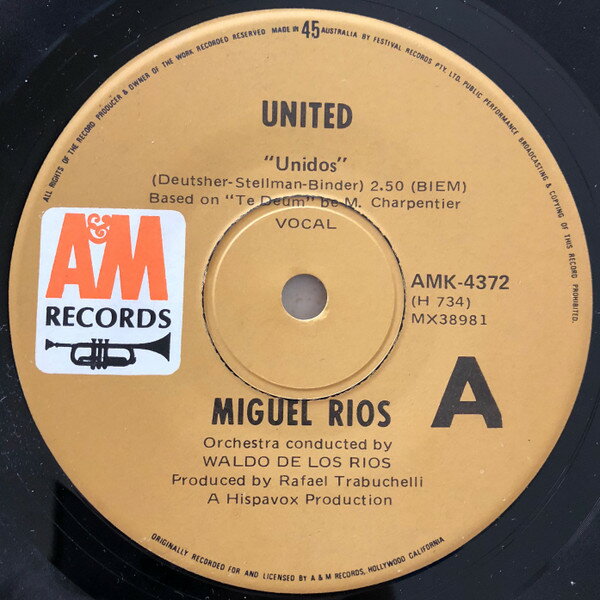 ALL RIGHTS OF THE RECORD PRODUCER & OWNER OF THE WORK RECORDED RESERVED MADE IN 45 AUSTRALIA BY FESTIVAL RECORDS PTY. LTD. PUBLIC PERFORMANCE BROADCASTING & COPYING OF THIS RECORD PROHIBITED.
UNITED
"Unidos"
(Deutsher-Stellman-Binder) 2.50 (BIEM)
Based on "Te Deum" be M. Charpentier
VOCAL
A&M
RECORDS
AMK-4372
(H 734)
MX38981
A
MIGUEL RIOS
Orchestra conducted by
WALDO DE LOS RIOS
Produced by Rafael Trabuchelli
A Hispavox Production
ORIGINALLY RECORDED FOR AND LICENSED BY A & M RECORDS, HOLLYWOOD CALIFORNIA